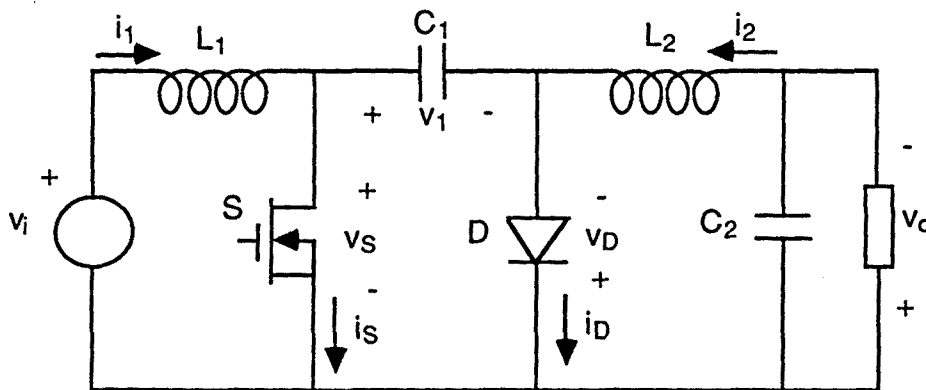 i1
L1
C1
L2
i2
+
v1
-
+
vi
S
+
vS
-
iS
D
-
vD
+
iD
C2
-
+